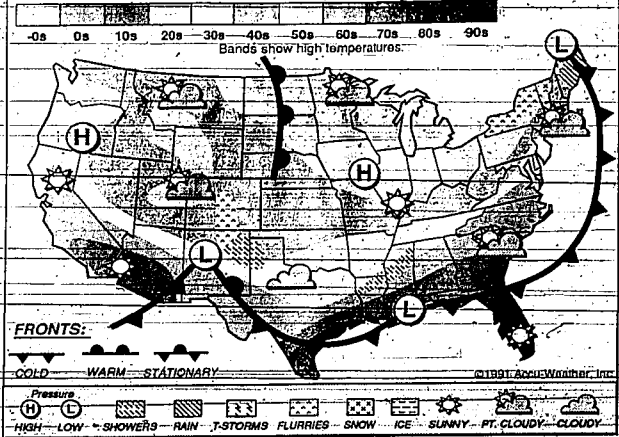 -0s 0s 10s 20s 30s 40s 50s 60s 70s 80s 90s
Bands show high temperatures.
L
H
H
L
L
FRONTS:
COLD WARM STATIONARY
©1991 Accu-Weather, Inc.
Pressure
H L
HIGH LOW SHOWERS RAIN T-STORMS FLURRIES SNOW ICE SUNNY PT. CLOUDY CLOUDY